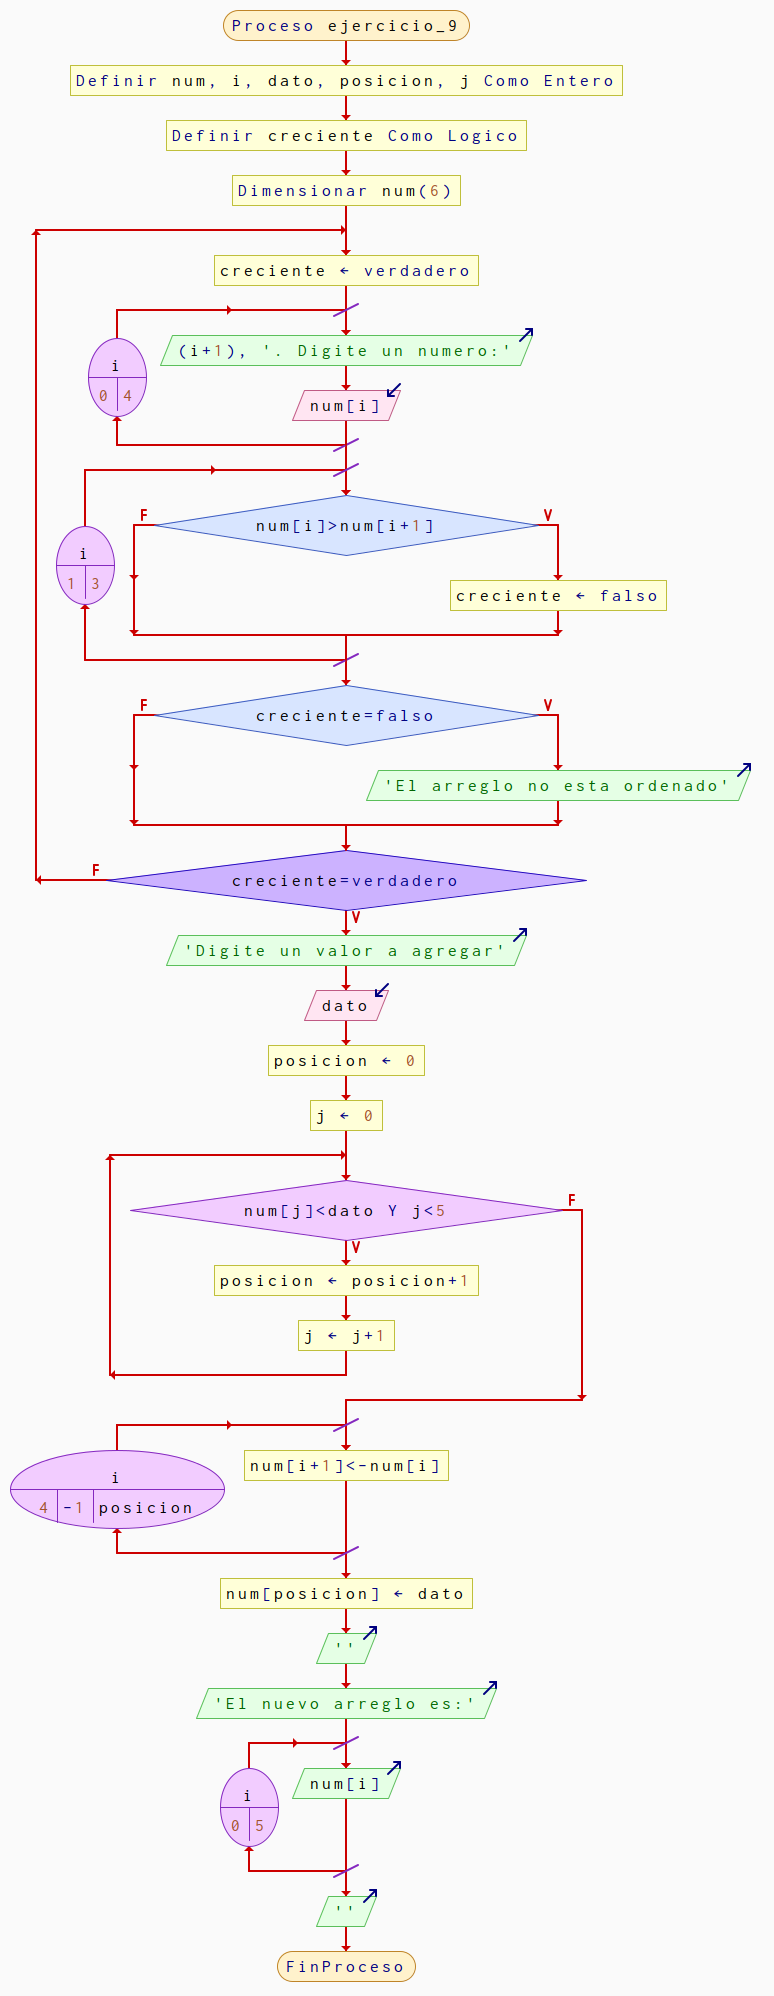 Proceso ejercicio_9
Definir num, i, dato, posicion, j Como Entero
Definir creciente Como Logico
Dimensionar num(6)
creciente ← verdadero
i
0 4
(i+1), '. Digite un numero:'
num[i]
i
1 3
F
num[i]>num[i+1]
V
creciente ← falso
F
creciente=falso
V
'El arreglo no esta ordenado'
F
creciente=verdadero
V
'Digite un valor a agregar'
dato
posicion ← 0
j ← 0
num[j]<dato Y j<5
F
V
posicion ← posicion+1
j ← j+1
i
4 -1 posicion
num[i+1]<-num[i]
num[posicion] ← dato
''
'El nuevo arreglo es:'
i
0 5
num[i]
''
FinProceso